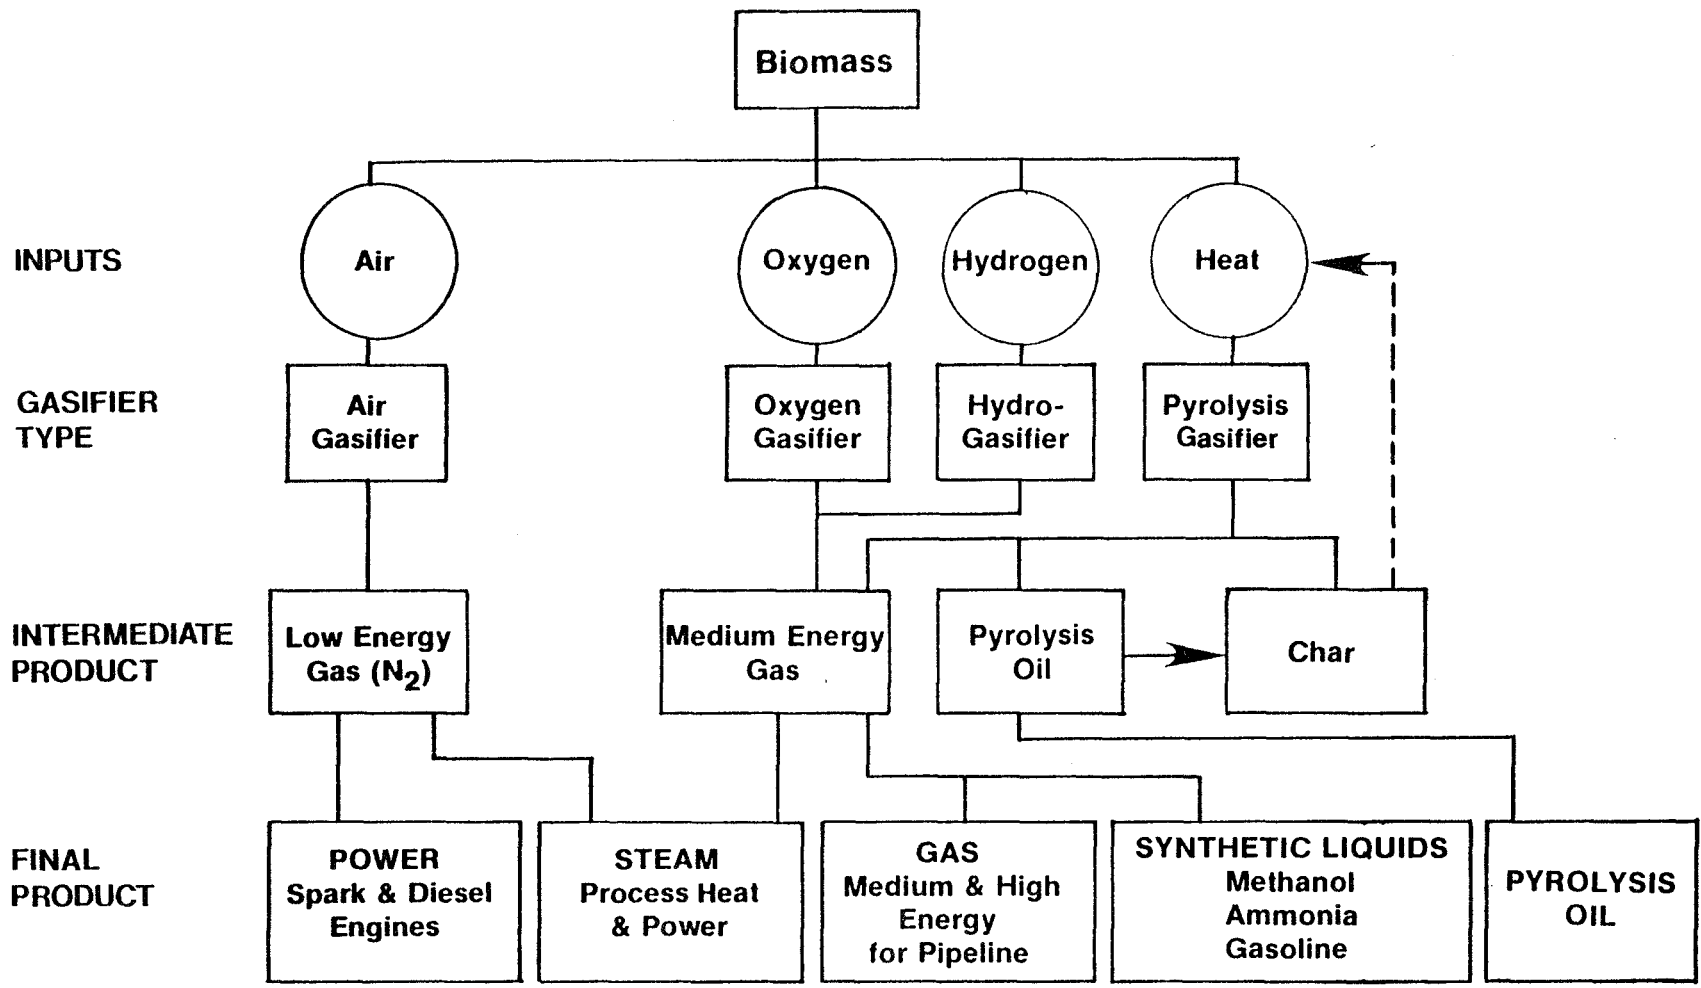 Biomass
INPUTS
Air
Oxygen
Hydrogen
Heat
GASIFIER
TYPE
Air
Gasifier
Oxygen
Gasifier
Hydro-
Gasifier
Pyrolysis
Gasifier
INTERMEDIATE
PRODUCT
Low Energy
Gas (N2)
Medium Energy
Gas
Pyrolysis
Oil
Char
FINAL
PRODUCT
POWER
Spark & Diesel
Engines
STEAM
Process Heat
& Power
GAS
Medium & High
Energy
for Pipeline
SYNTHETIC LIQUIDS
Methanol
Ammonia
Gasoline
PYROLYSIS
OIL